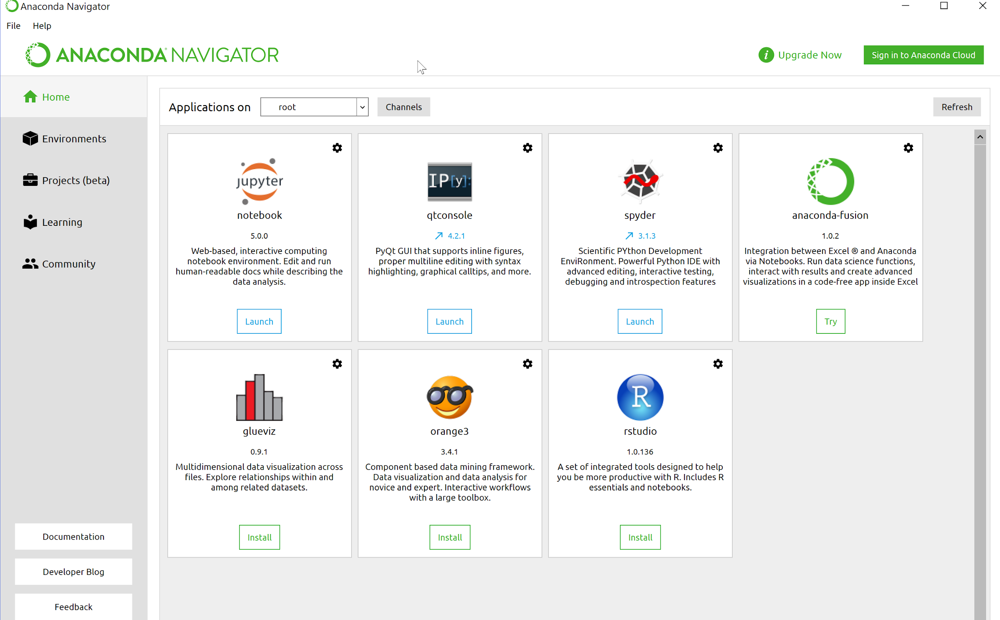 Anaconda Navigator
File Help
ANACONDA NAVIGATOR
Upgrade Now
Sign in to Anaconda Cloud
Home
Environments
Projects (beta)
Learning
Community
Documentation
Developer Blog
Feedback
Applications on root Channels Refresh
jupyter
notebook
5.0.0
Web-based, interactive computing
notebook environment. Edit and run
human-readable docs while describing the
data analysis.
Launch
IP[y]:
qtconsole
4.2.1
PyQt GUI that supports inline figures,
proper multiline editing with syntax
highlighting, graphical calltips, and more.
Launch
spyder
3.1.3
Scientific PYthon Development
EnviRonment. Powerful Python IDE with
advanced editing, interactive testing,
debugging and introspection features
Launch
anaconda-fusion
1.0.2
Integration between Excel ® and Anaconda
via Notebooks. Run data science functions,
interact with results and create advanced
visualizations in a code-free app inside Excel
Try
glueviz
0.9.1
Multidimensional data visualization across
files. Explore relationships within and
among related datasets.
Install
orange3
3.4.1
Component based data mining framework.
Data visualization and data analysis for
novice and expert. Interactive workflows
with a large toolbox.
Install
R
rstudio
1.0.136
A set of integrated tools designed to help
you be more productive with R. Includes R
essentials and notebooks.
Install